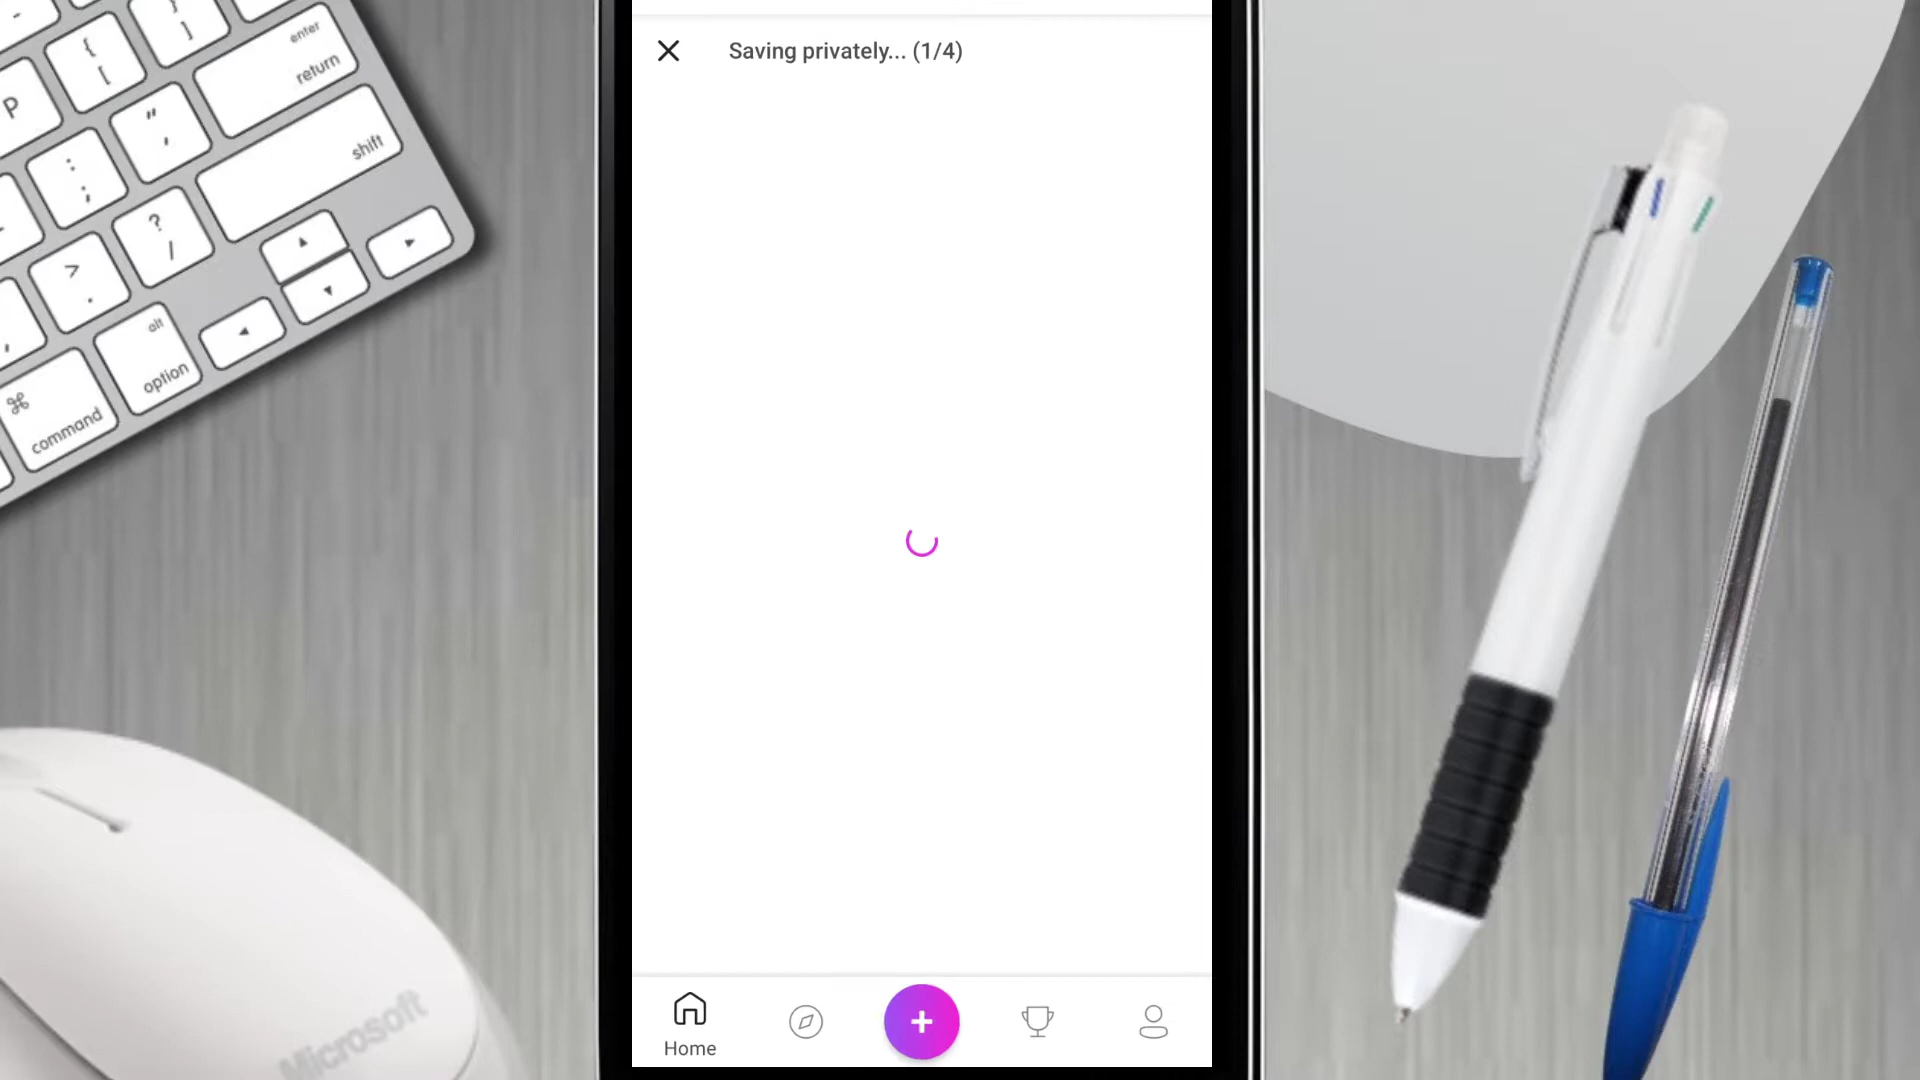 Saving privately... (1/4)
enter
return
shift
P
alt
option
command
Microsoft
Home